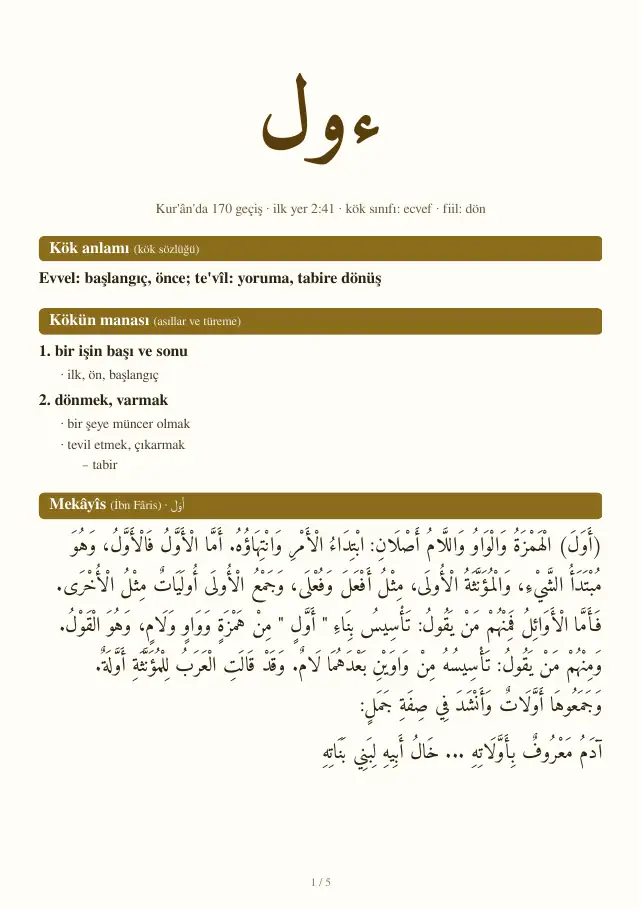 ءول
Kur'ân'da 170 geçiş · ilk yer 2:41 · kök sınıfı: ecvef · fiil: dön
Kök anlamı (kök sözlüğü)
Evvel: başlangıç, önce; te'vîl: yoruma, tabire dönüş
Kökün manası (asıllar ve türeme)
1. bir işin başı ve sonu
· ilk, ön, başlangıç
2. dönmek, varmak
· bir şeye müncer olmak
· tevil etmek, çıkarmak
– tabir
Mekâyîs (İbn Fâris) · أَوَلَ
(أَوَلَ) الْهَمْزَةُ وَالْوَاوُ وَاللَّامُ أَصْلَانِ: ابْتِدَاءُ الْأَمْرِ وَانْتِهَاؤُهُ. أَمَّا الْأَوَّلُ فَالْأَوَّلُ، وَهُوَ
مُبْتَدَأُ الشَّيْءِ، وَالْمُؤَنَّثَةُ الْأُولَى، مِثْلُ أَفْعَلَ وَفُعْلَى، وَجَمْعُ الْأُولَى أُولَيَاتٌ مِثْلُ الْأُخْرَى.
فَأَمَّا الْأَوَائِلُ فَمِنْهُمْ مَنْ يَقُولُ: تَأْسِيسُ بِنَاءِ " أَوَّلٍ " مِنْ هَمْزَةٍ وَوَاوٍ وَلَامٍ، وَهُوَ الْقَوْلُ.
وَمِنْهُمْ مَنْ يَقُولُ: تَأْسِيسُهُ مِنْ وَاوَيْنِ بَعْدَهُمَا لَامٌ. وَقَدْ قَالَتِ الْعَرَبُ لِلْمُؤَنَّثَةِ أَوَّلَةٌ.
وَجَمَعُوهَا أَوَّلَاتٌ وَأَنْشَدَ فِي صِفَةِ جَمَلٍ:
آدَمُ مَعْرُوفٌ بِأَوَّلَاتِهِ ... خَالُ أَبِيهِ لِبَنِي بَنَاتِهِ
1 / 5